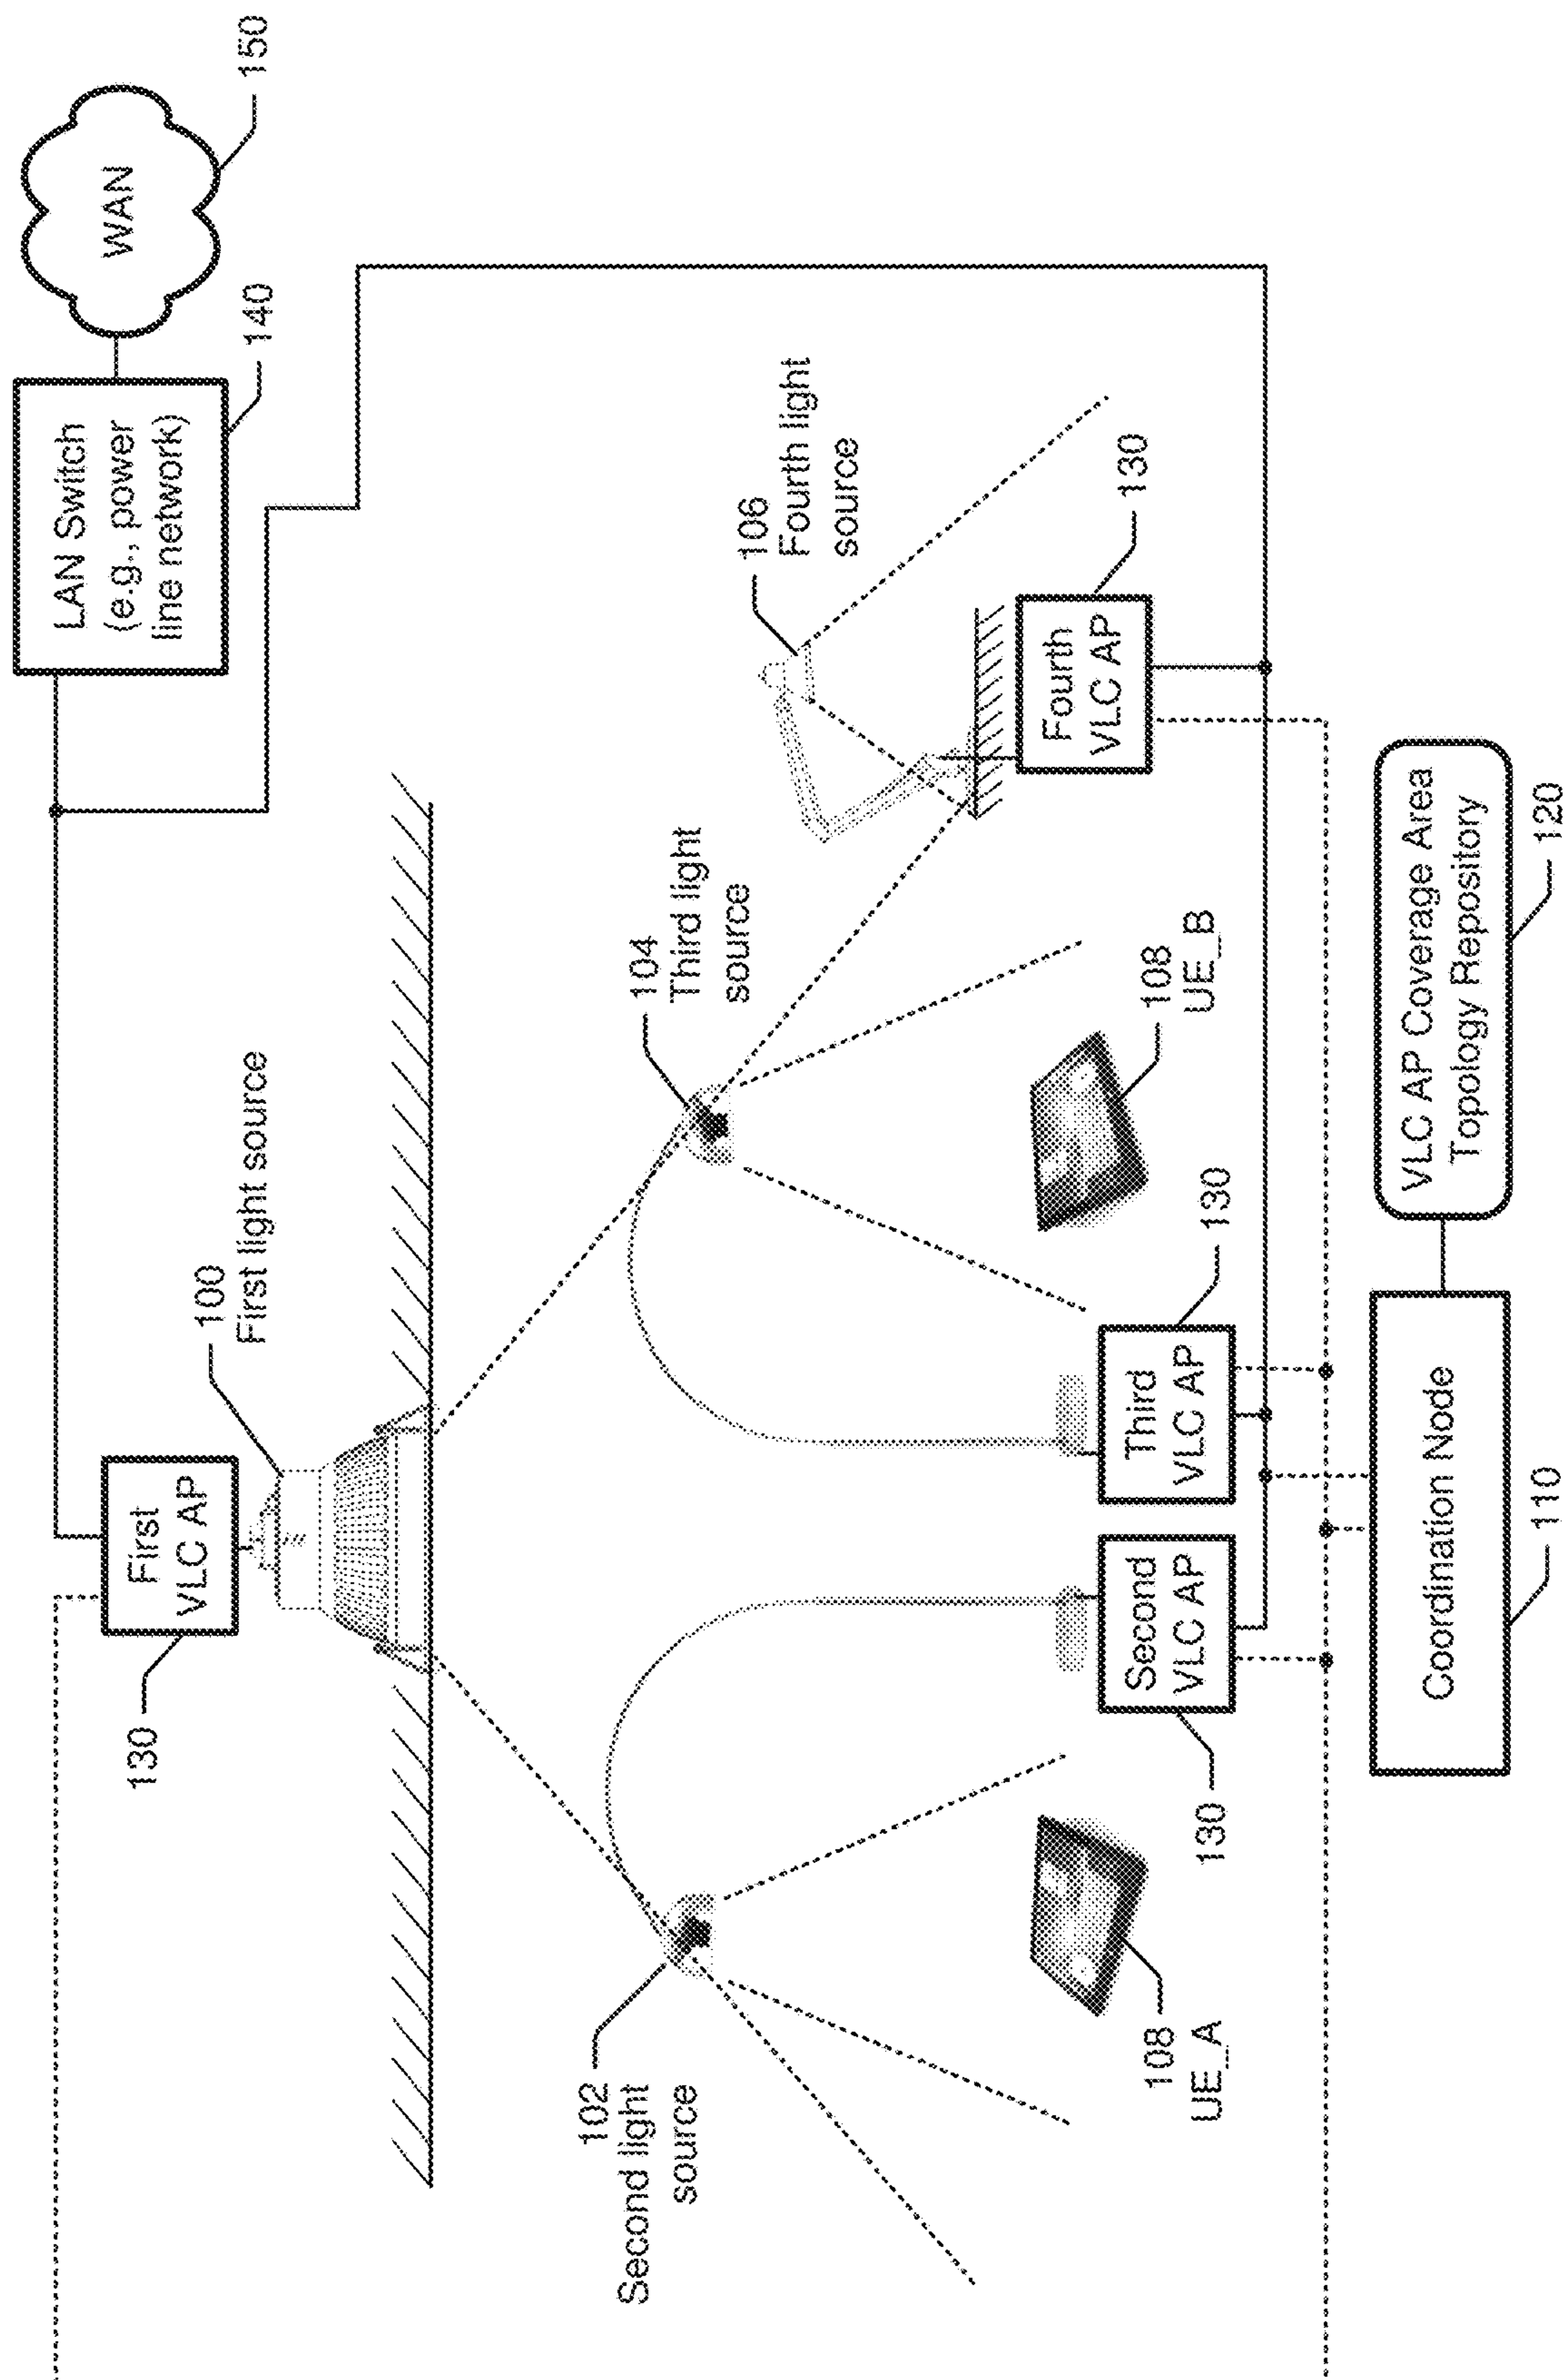 LAN Switch
(e.g., power
line network)
140
WAN
150
130
First
VLC AP
100
First light source
102
Second light
source
104
Third light
source
106
Fourth light
source
108
UE_A
108
UE_B
130
Second
VLC AP
Third
VLC AP
130
Fourth
VLC AP
130
Coordination Node
110
VLC AP Coverage Area
Topology Repository
120